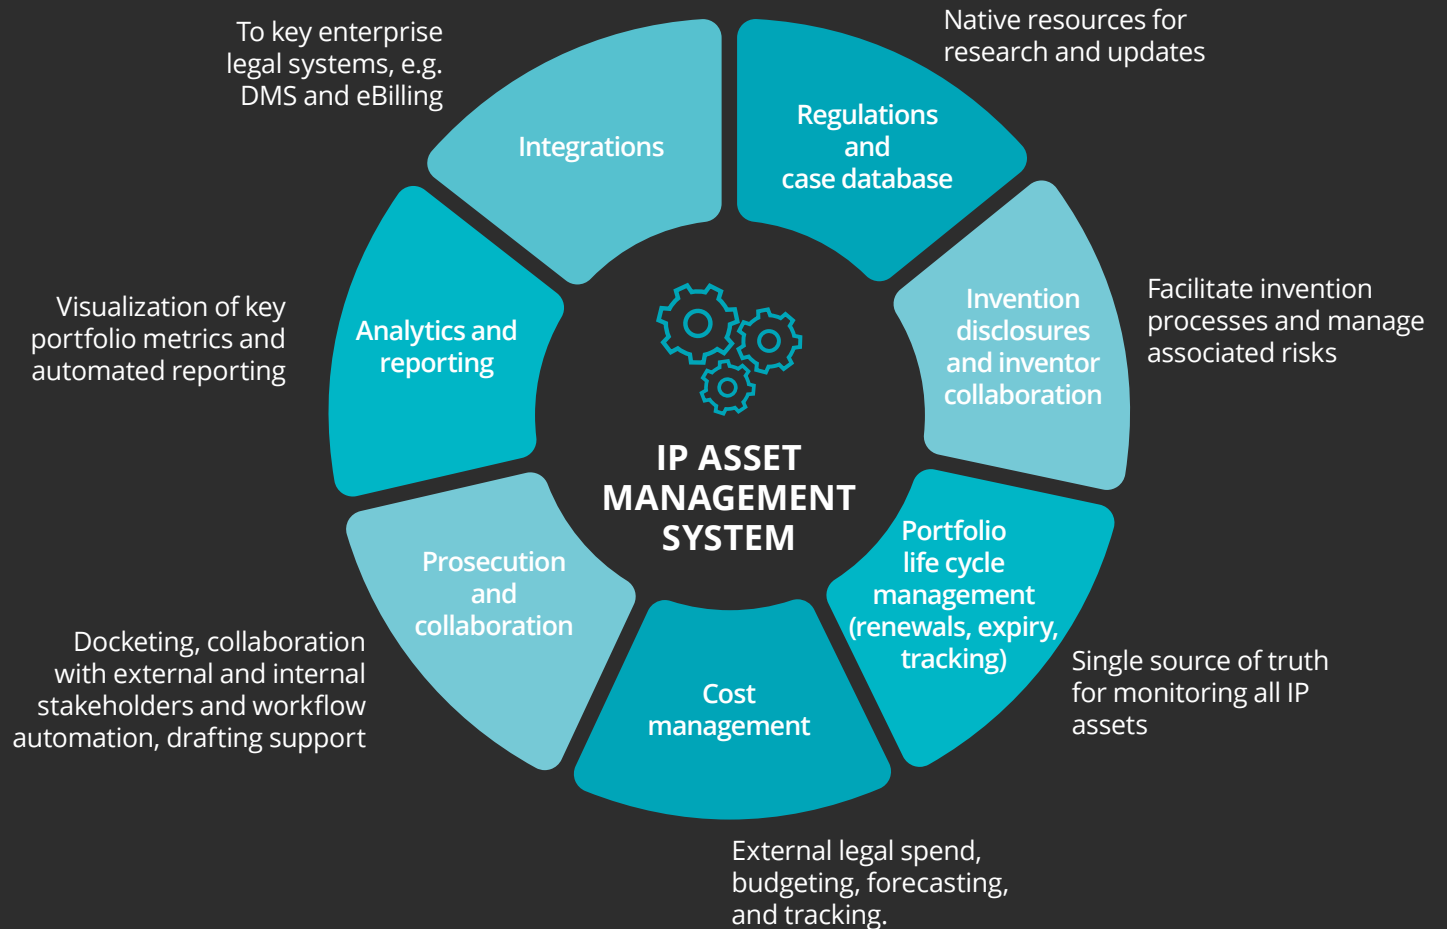 To key enterprise
legal systems, e.g.
DMS and eBilling
Integrations
Native resources for
research and updates
Regulations
and
case database
Facilitate invention
processes and manage
associated risks
Invention
disclosures
and inventor
collaboration
Visualization of key
portfolio metrics and
automated reporting
Analytics and
reporting
IP ASSET
MANAGEMENT
SYSTEM
Portfolio
life cycle
management
(renewals, expiry,
tracking)
Single source of truth
for monitoring all IP
assets
Prosecution
and
collaboration
Docketing, collaboration
with external and internal
stakeholders and workflow
automation, drafting support
Cost
management
External legal spend,
budgeting, forecasting,
and tracking.